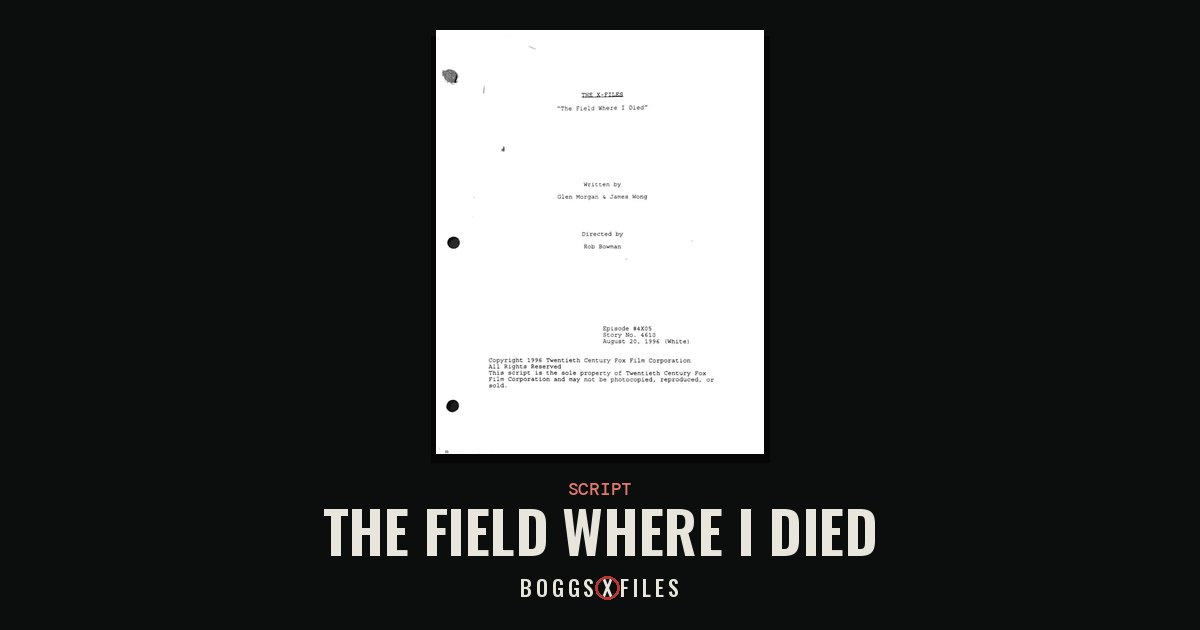 THE X-FILES
"The Field Where I Died"
Written by
Glen Morgan & James Wong
Directed by
Rob Bowman
Episode #4X05
Story No. 4610
August 20, 1996 (White)
Copyright 1996 Twentieth Century Fox Film Corporation
All Rights Reserved
This script is the sole property of Twentieth Century Fox
Film Corporation and may not be photocopied, reproduced, or
sold.
SCRIPT
THE FIELD WHERE I DIED
BOGGSXFILES